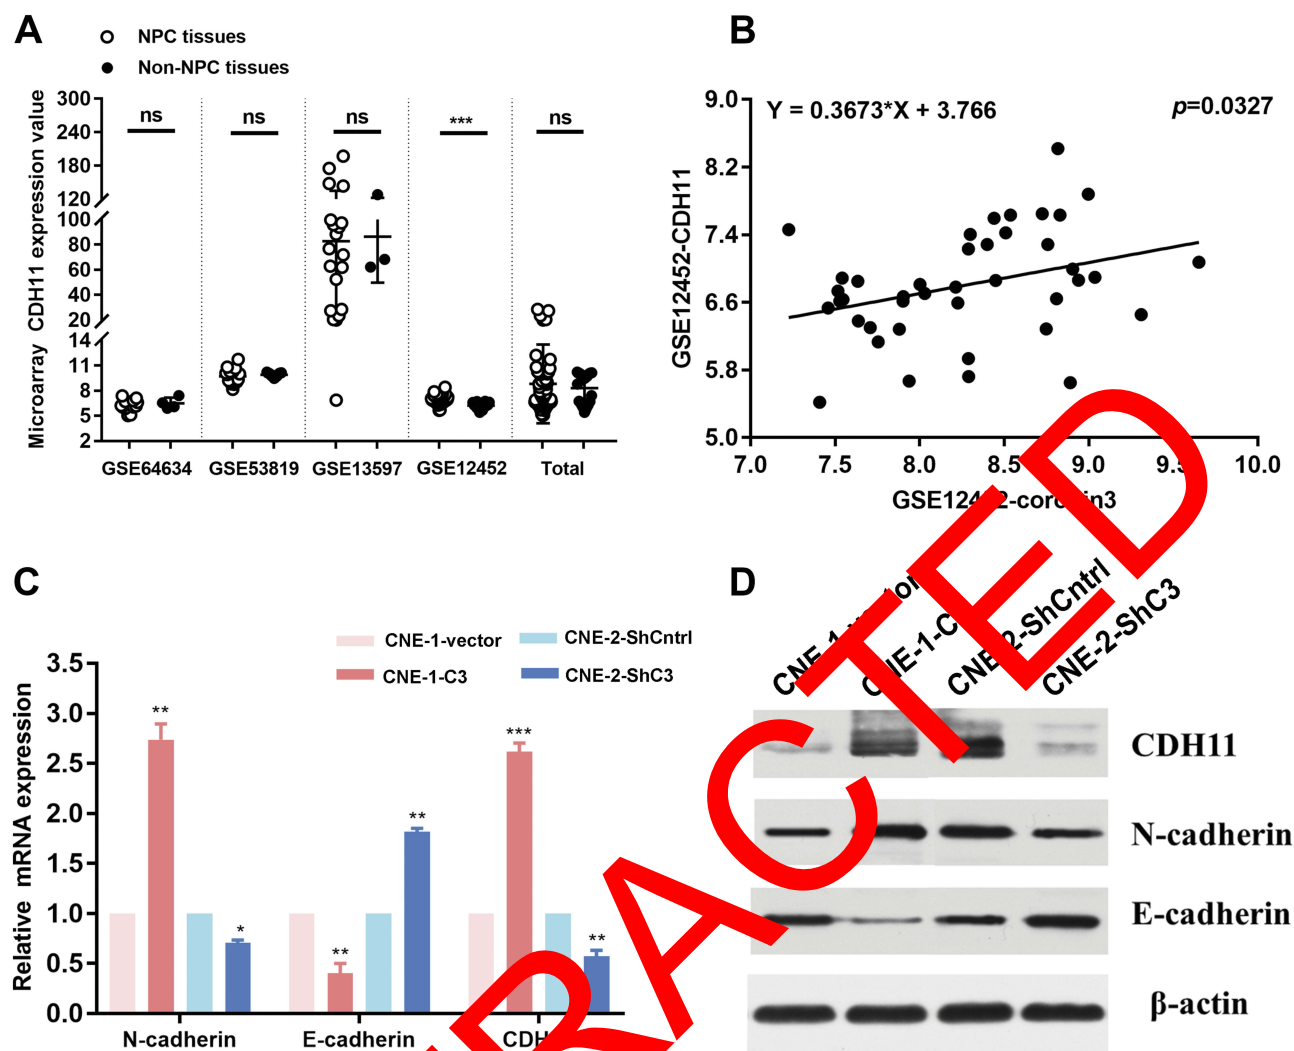 A
NPC tissues
Non-NPC tissues
Microarray CDH11 expression value
300
240
180
120
100
80
60
40
20
14
11
8
5
2
ns
ns
ns
***
ns
GSE64634
GSE53819
GSE13597
GSE12452
Total
B
Y = 0.3673*X + 3.766
p=0.0327
GSE12452-CDH11
9.0
8.2
7.4
6.6
5.8
5.0
7.0
7.5
8.0
8.5
9.0
10.0
C
CNE-1-vector
CNE-2-ShCntrl
CNE-1-C3
CNE-2-ShC3
Relative mRNA expression
3.5
3.0
2.5
2.0
1.5
1.0
0.5
0.0
**
*
**
**
***
**
N-cadherin
E-cadherin
D
CNE-2-ShCntrl
CNE-2-ShC3
CDH11
N-cadherin
E-cadherin
β-actin
RACTED